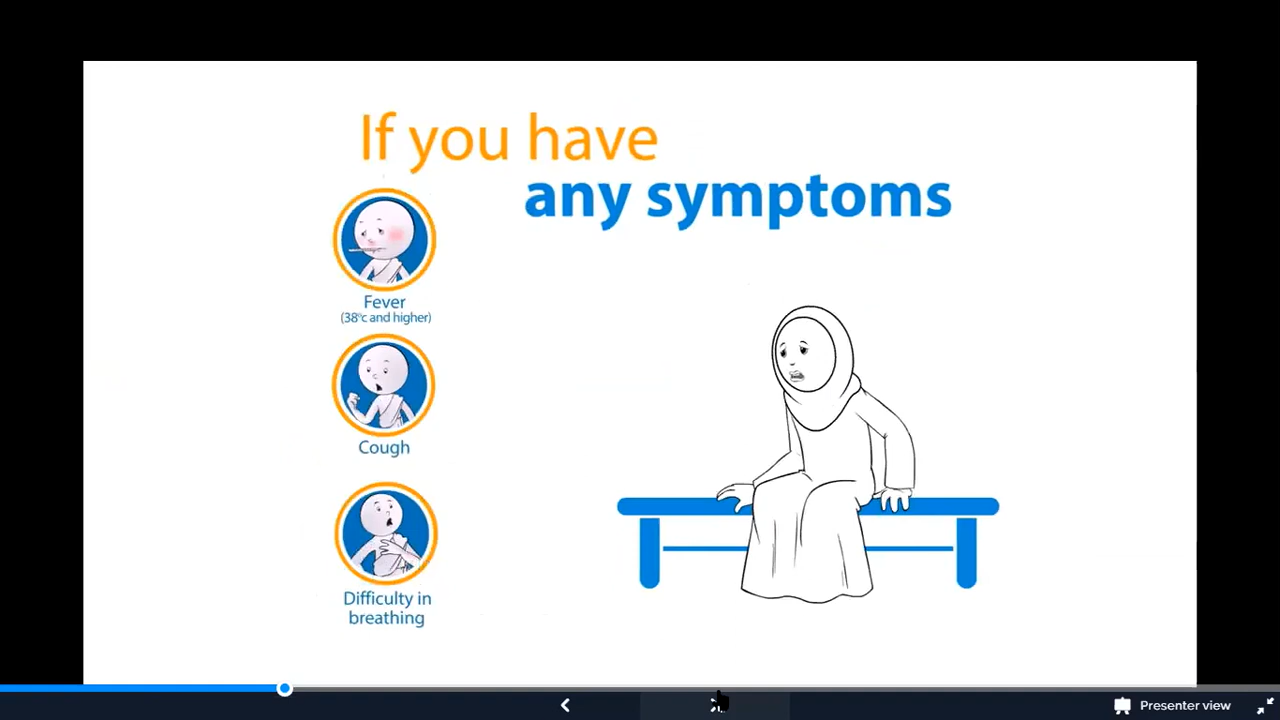 If you have
any symptoms
Fever
(38°c and higher)
Cough
Difficulty in
breathing
Presenter view